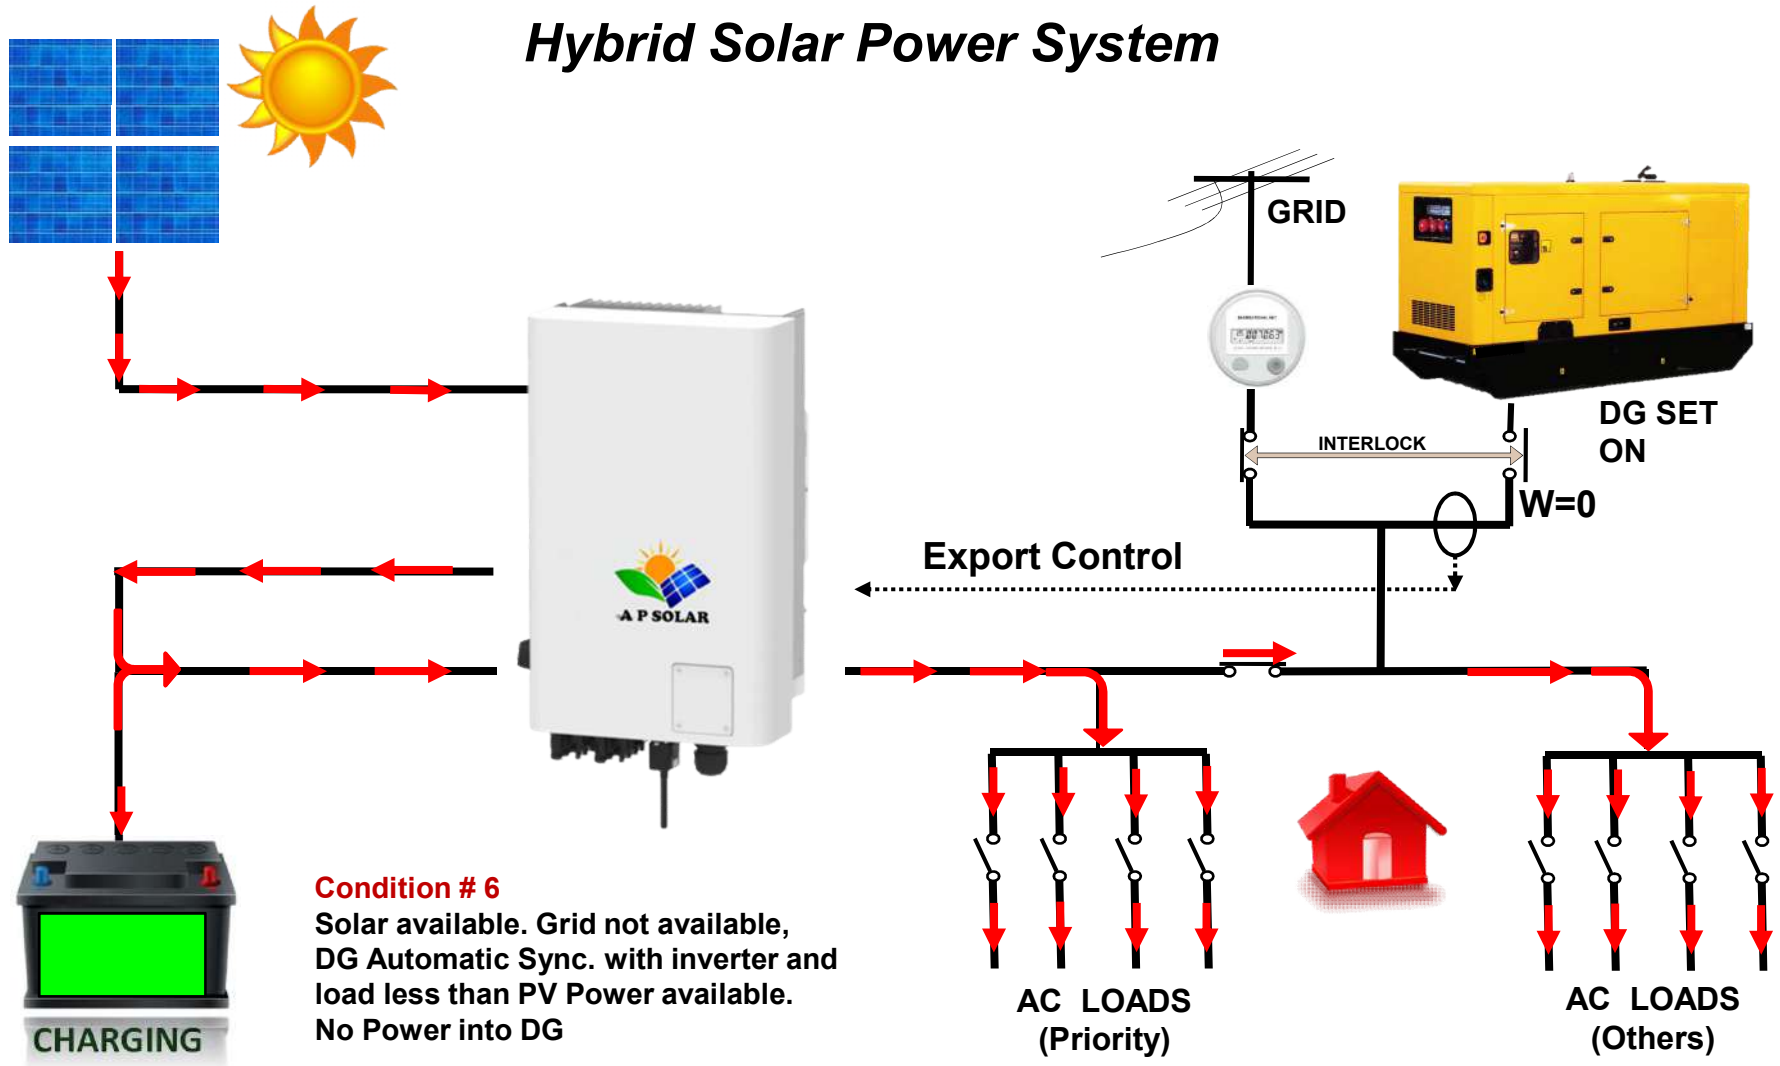 Hybrid Solar Power System
GRID
DG SET
ON
INTERLOCK
W=0
Export Control
A P SOLAR
Condition # 6
Solar available. Grid not available,
DG Automatic Sync. with inverter and
load less than PV Power available.
No Power into DG
CHARGING
AC LOADS
(Priority)
AC LOADS
(Others)